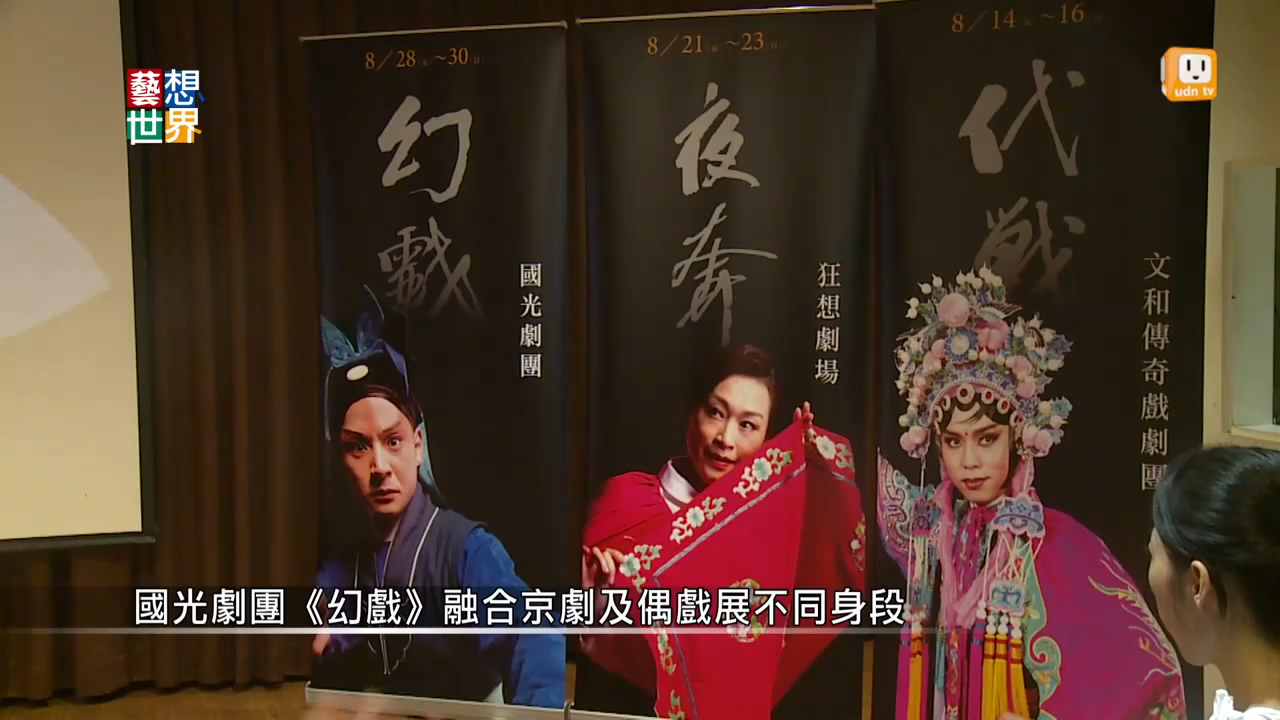 藝想
世界
udn tv
8／28 ~30
幻戲
國光劇團
8／21 ~23
夜奔
狂想劇場
8／14 ~16
代戰
文和傳奇戲劇團
國光劇團《幻戲》融合京劇及偶戲展不同身段